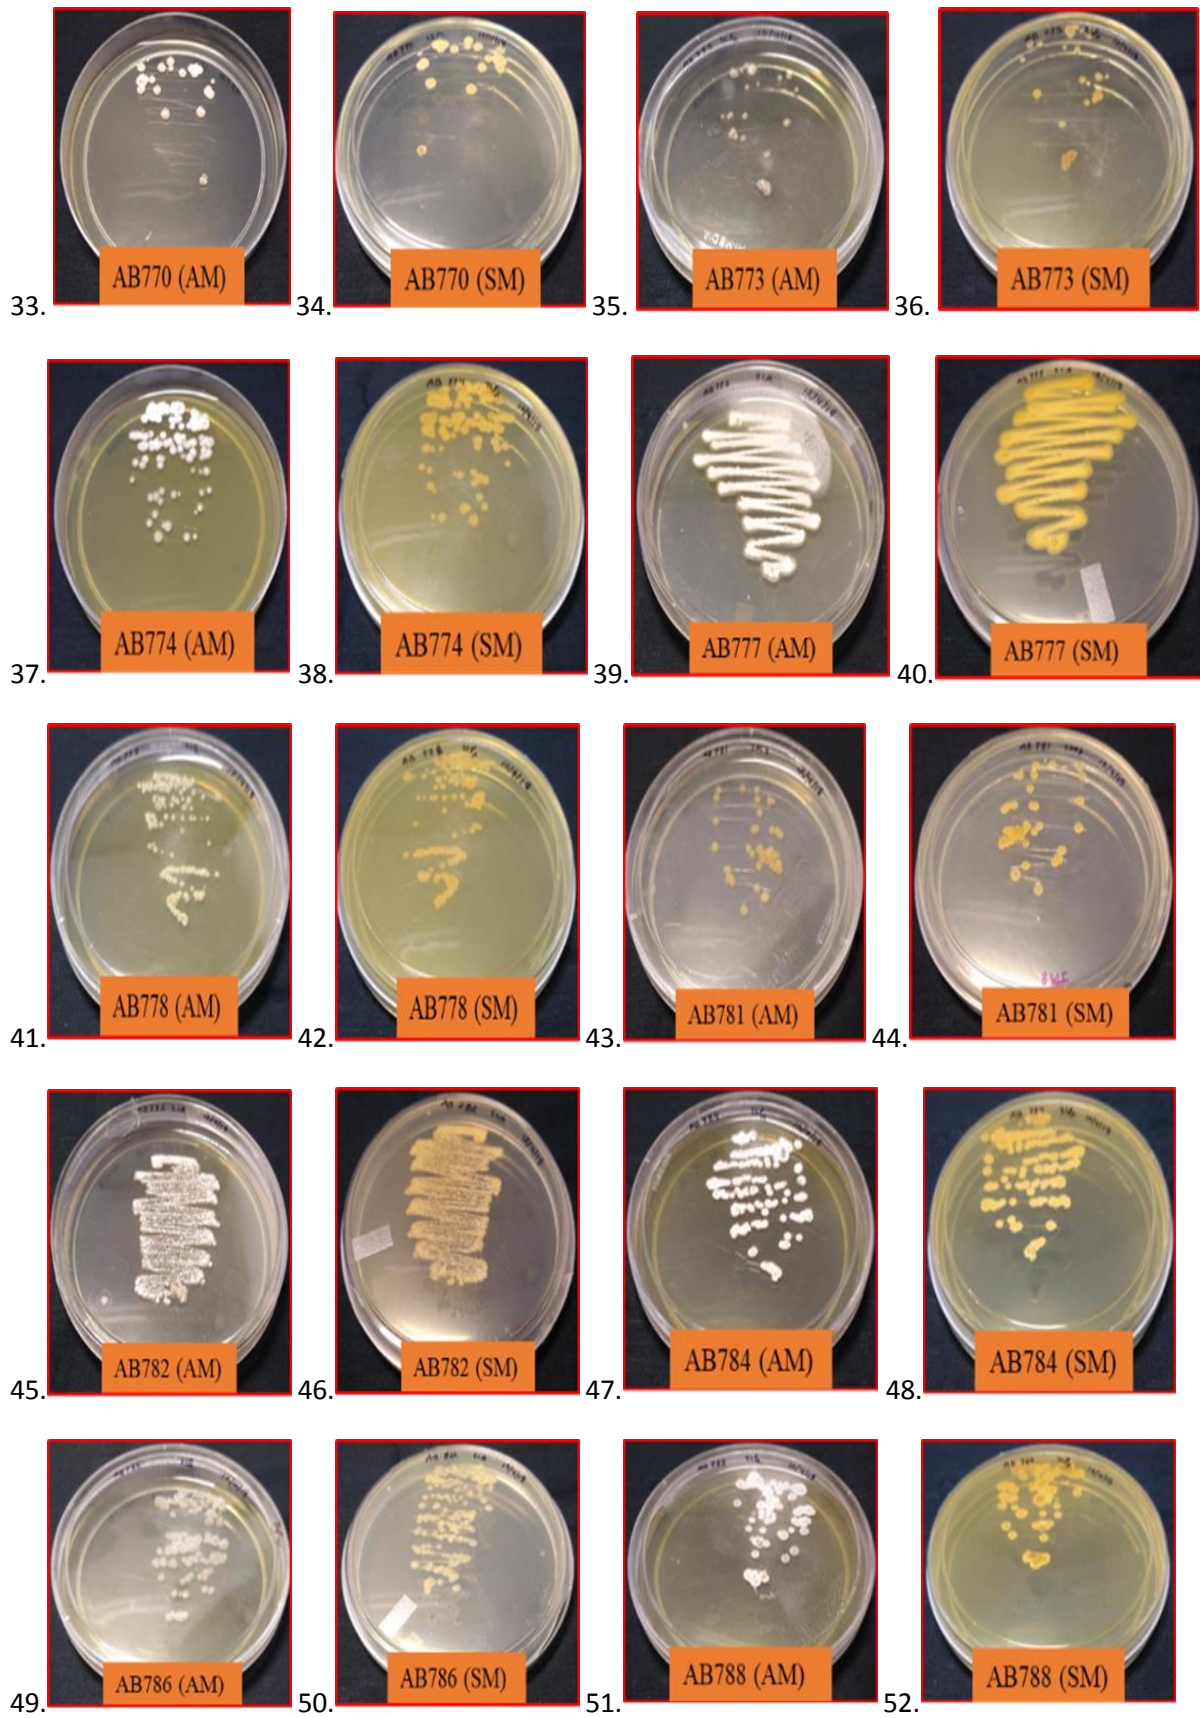 AB770 (AM)
AB770 (SM)
AB773 (AM)
AB773 (SM)
33.
34.
35.
36.
AB774 (AM)
AB774 (SM)
AB777 (AM)
AB777 (SM)
37.
38.
39.
40.
AB778 (AM)
AB778 (SM)
AB781 (AM)
AB781 (SM)
41.
42.
43.
44.
AB782 (AM)
AB782 (SM)
AB784 (AM)
AB784 (SM)
45.
46.
47.
48.
AB786 (AM)
AB786 (SM)
AB788 (AM)
AB788 (SM)
49.
50.
51.
52.